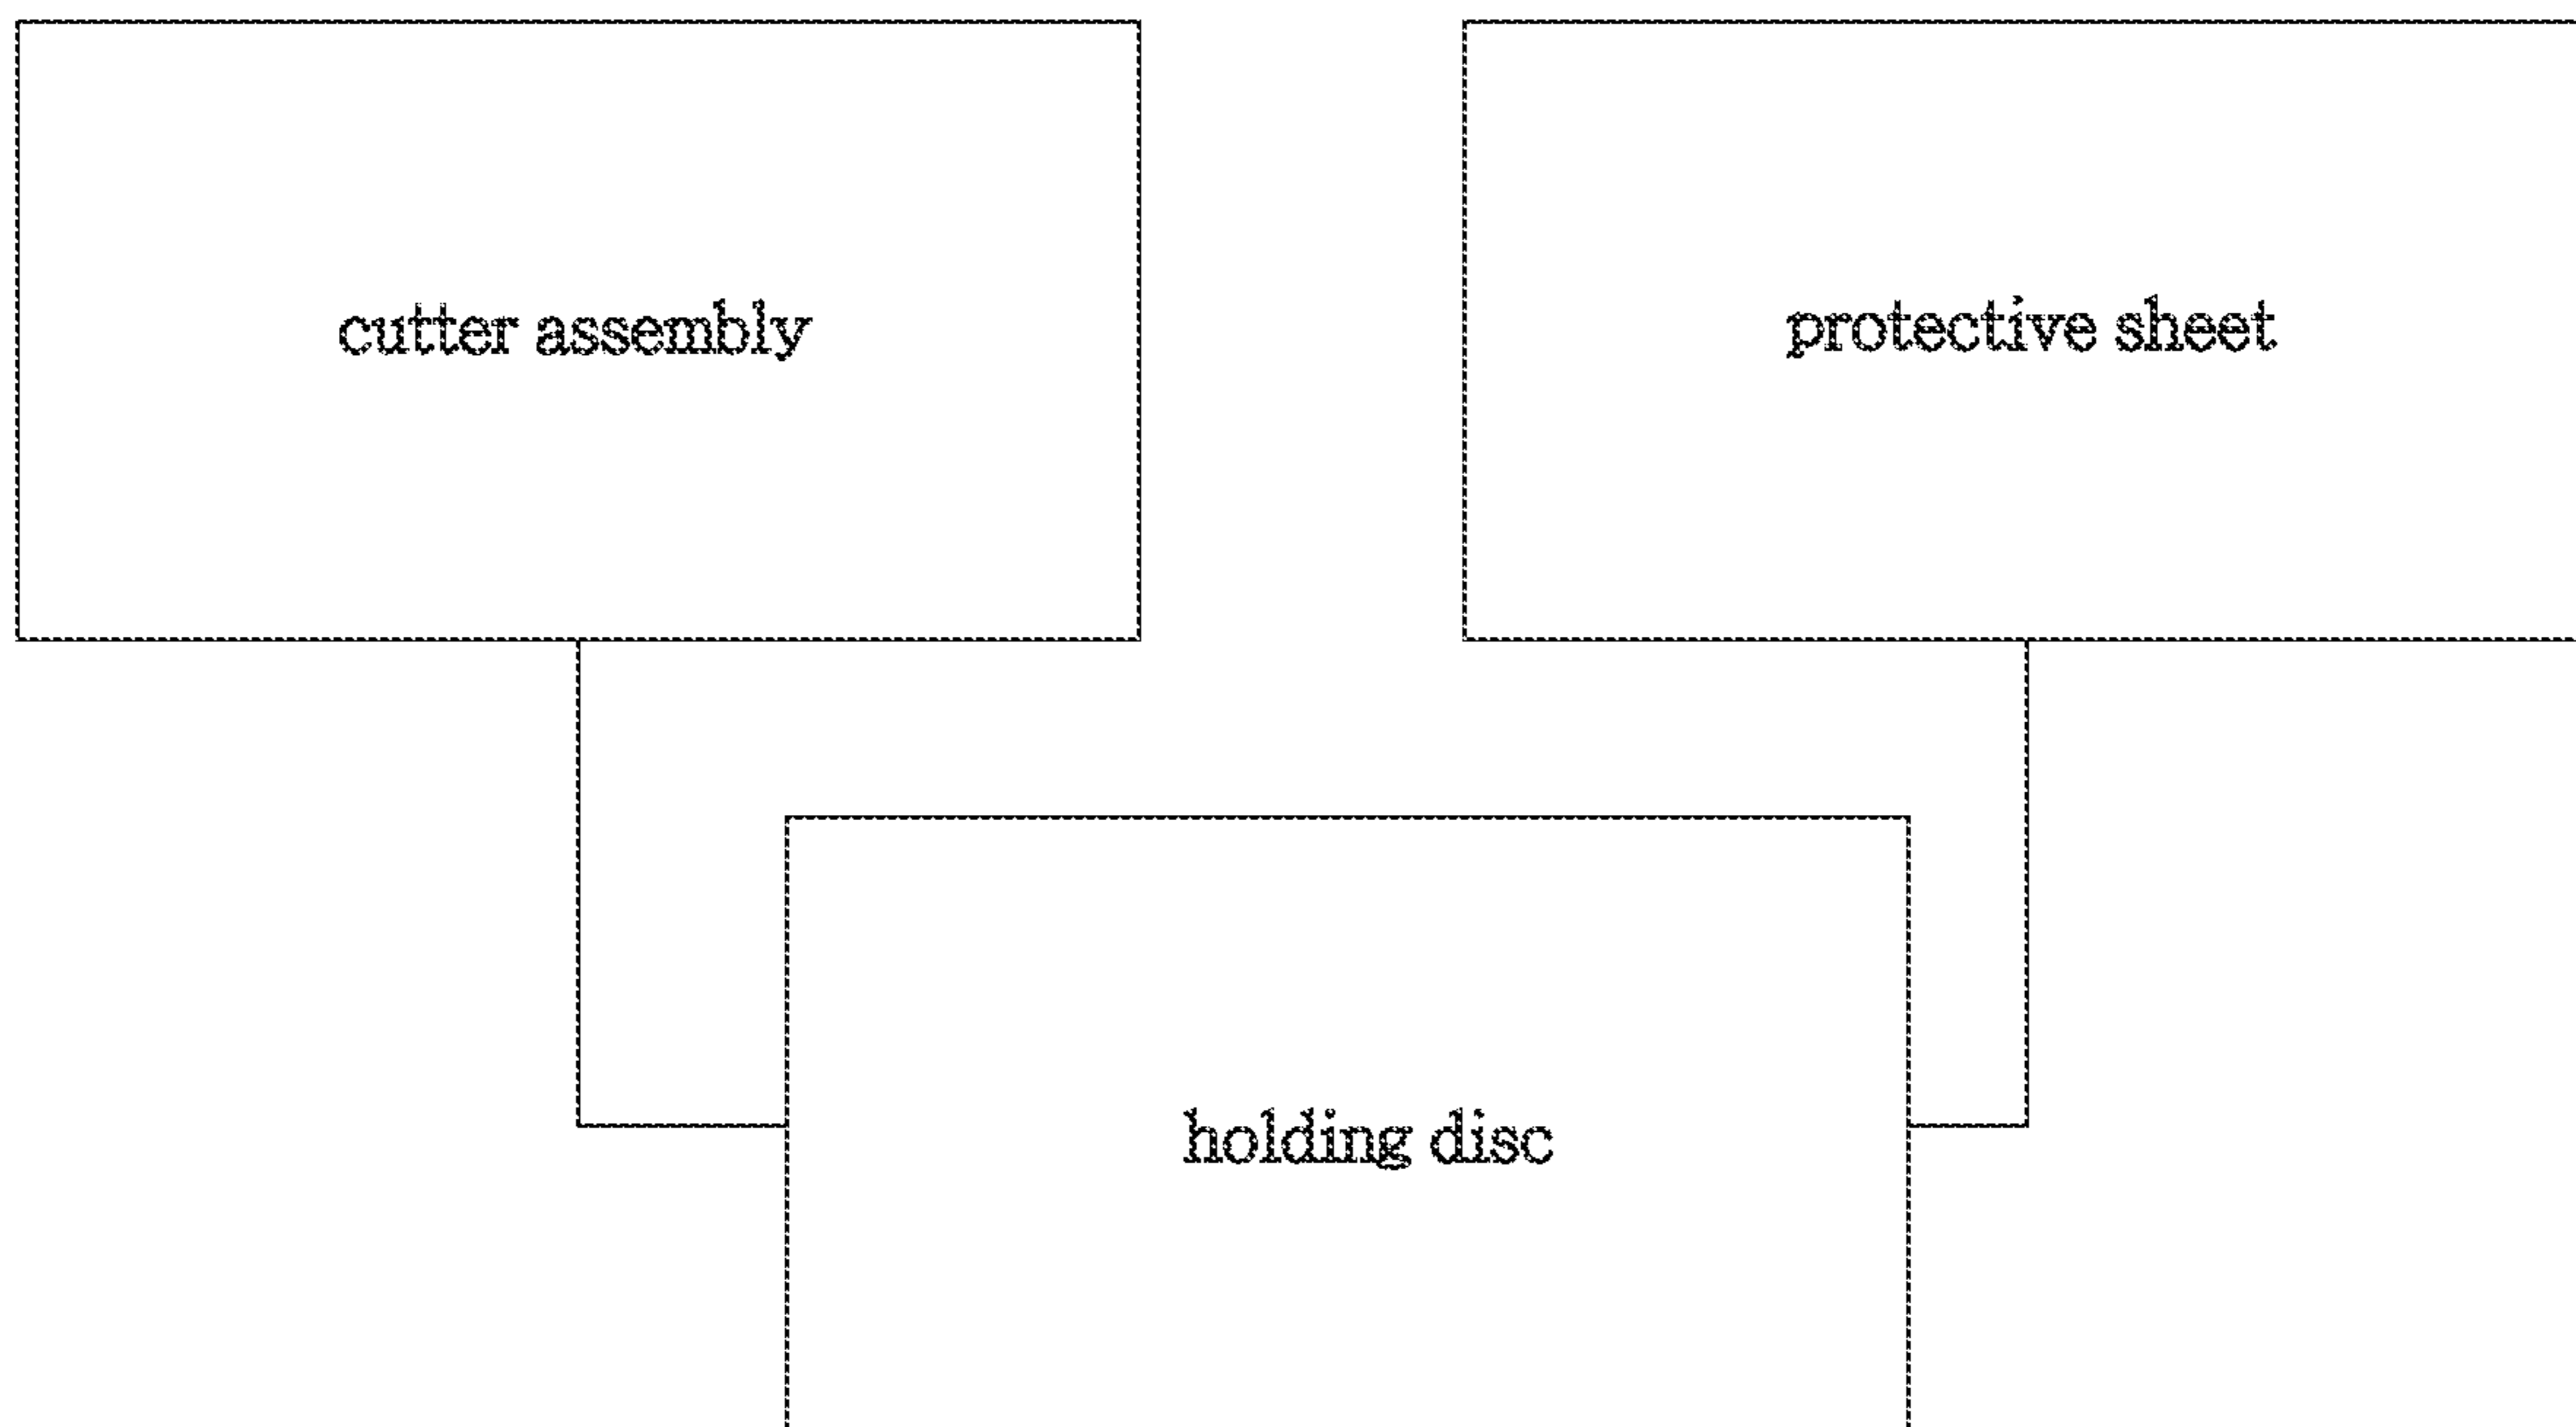 cutter assembly
protective sheet
holding disc